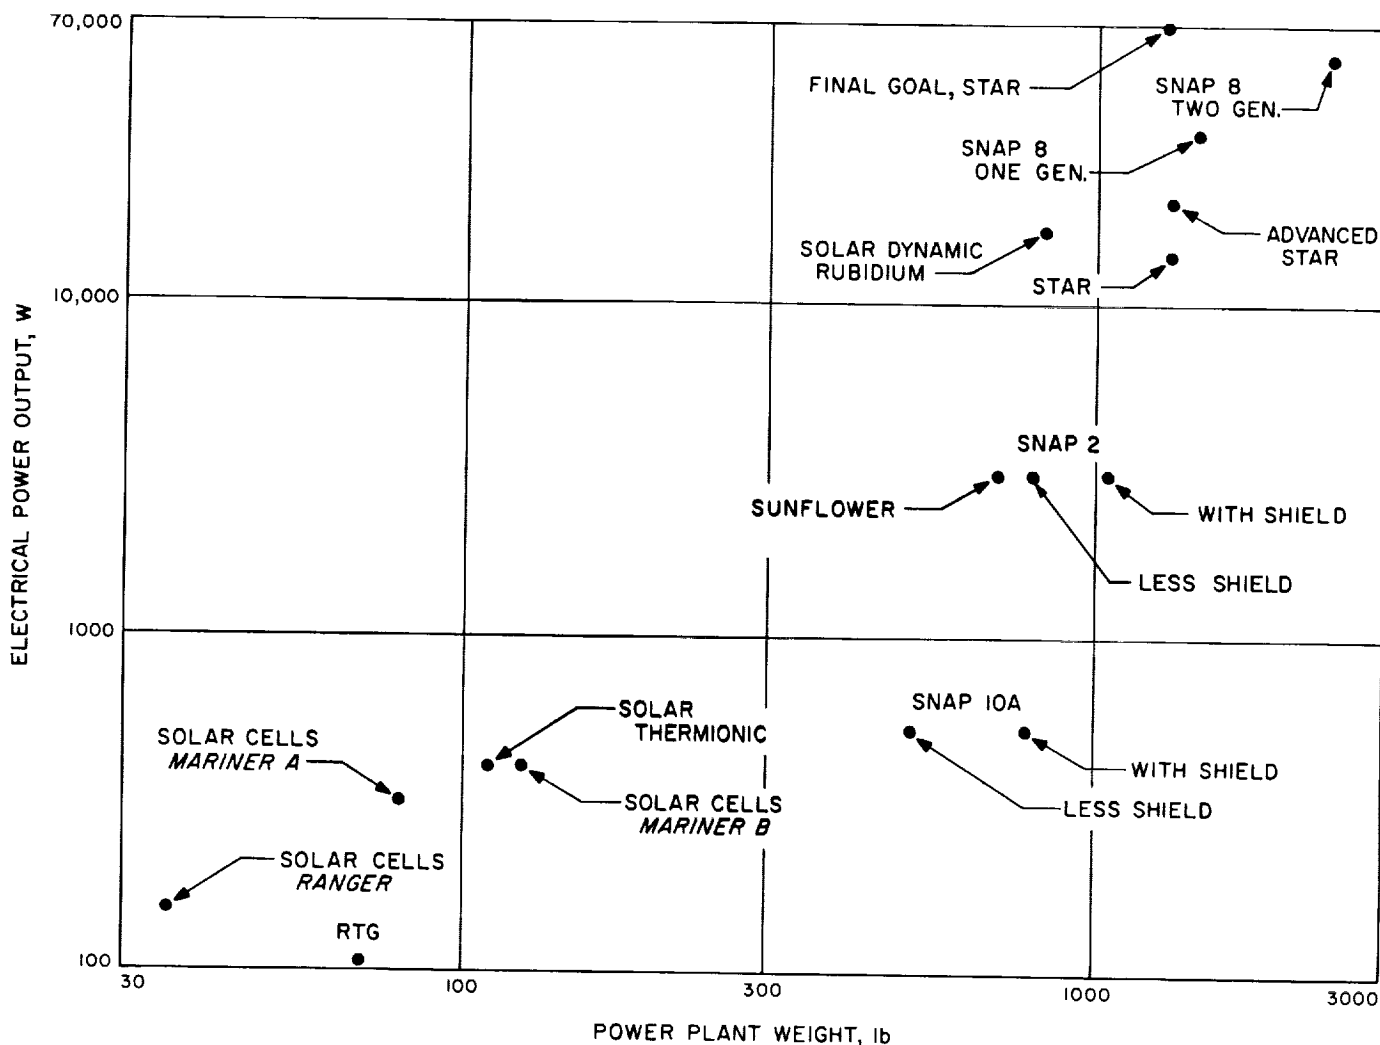 70,000
FINAL GOAL, STAR
SNAP 8
TWO GEN.
SNAP 8
ONE GEN.
SOLAR DYNAMIC
RUBIDIUM
ADVANCED
STAR
STAR
10,000
ELECTRICAL POWER OUTPUT, W
SNAP 2
SUNFLOWER
WITH SHIELD
LESS SHIELD
1000
SOLAR
THERMIONIC
SNAP 10A
SOLAR CELLS
MARINER A
WITH SHIELD
SOLAR CELLS
MARINER B
LESS SHIELD
SOLAR CELLS
RANGER
RTG
100
30
100
300
1000
3000
POWER PLANT WEIGHT, lb